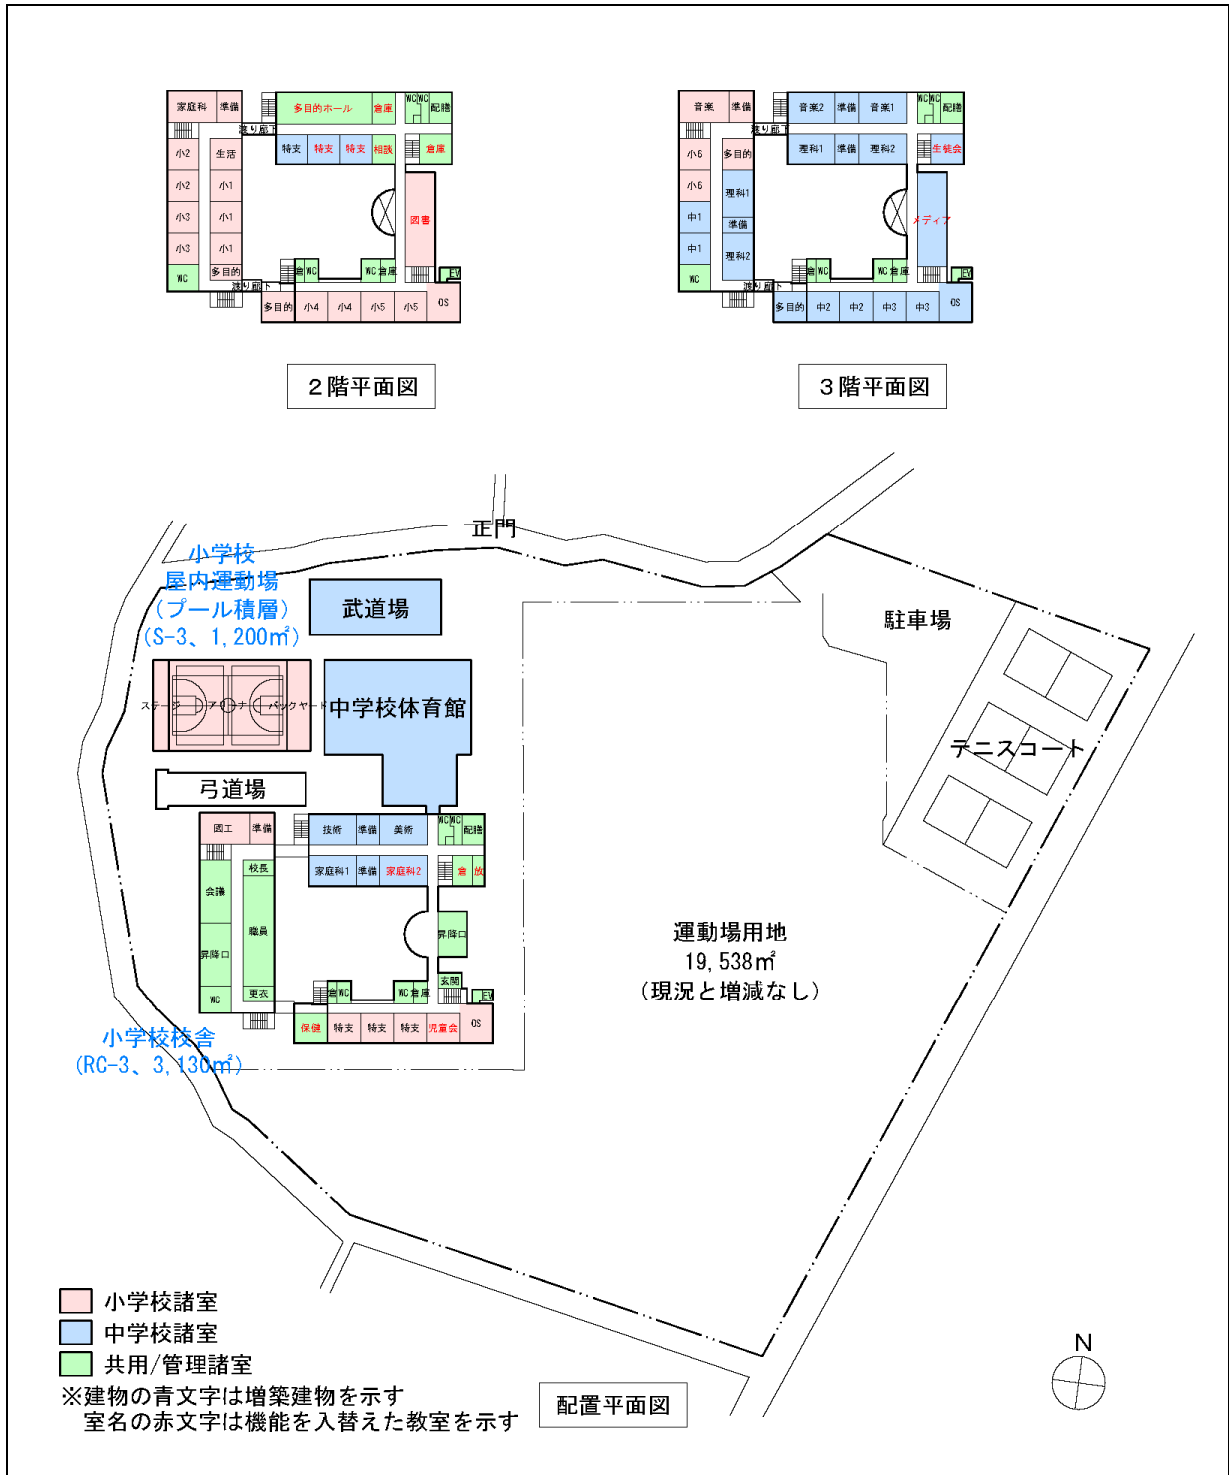 家庭科 準備 多目的ホール 倉庫 WC WC 配膳
渡り廊下
小2 生活 特支 特支 特支 相談 倉庫
小2 小1
小3 小1 図書
小3 小1
WC 多目的 倉 WC WC 倉庫 EV
渡り廊下
多目的 小4 小4 小5 小5 OS
2階平面図
音楽 準備 音楽2 準備 音楽1 WC WC 配膳
渡り廊下
小6 多目的 理科1 準備 理科2 生徒会
小6 理科1
中1 準備 メディア
中1 理科2
WC 倉 WC WC 倉庫 EV
渡り廊下
多目的 中2 中2 中3 中3 OS
3階平面図
正門
小学校
屋内運動場
(プール積層)
(S-3、1,200㎡)
武道場
駐車場
ステージ アリーナ バックヤード
中学校体育館
テニスコート
弓道場
図工 準備 技術 準備 美術 WC WC 配膳
校長 家庭科1 準備 家庭科2 倉 放
会議
職員
昇降口 昇降口
玄関
WC 更衣 倉 WC WC 倉庫 EV
保健 特支 特支 特支 児童会 OS
運動場用地
19,538㎡
(現況と増減なし)
小学校校舎
(RC-3、3,130㎡)
小学校諸室
中学校諸室
共用/管理諸室
※建物の青文字は増築建物を示す
室名の赤文字は機能を入替えた教室を示す
配置平面図
N